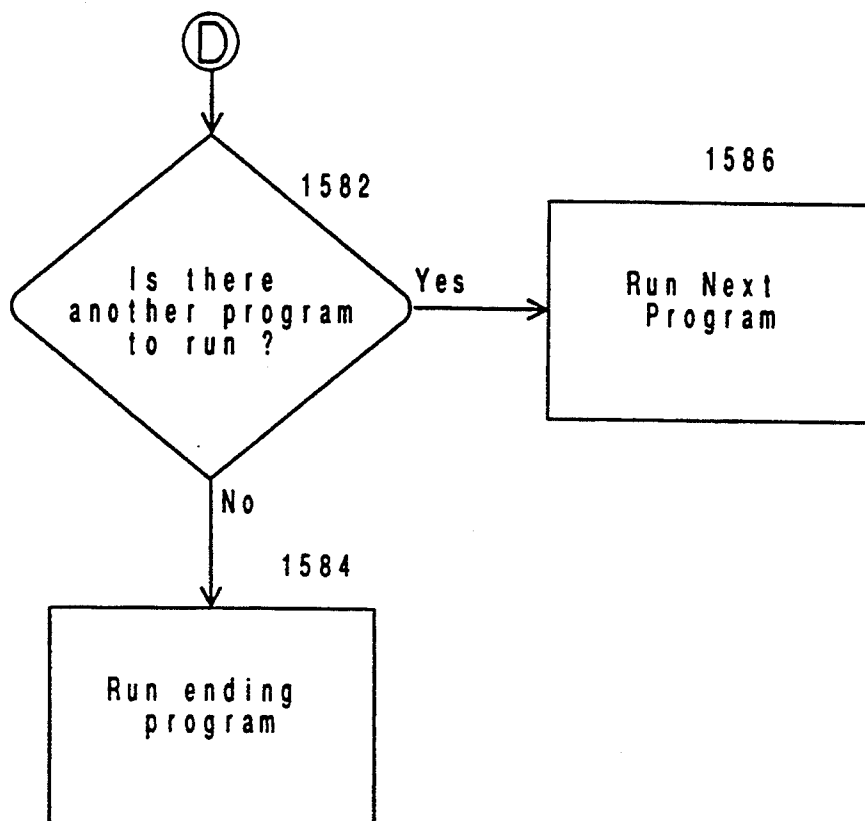 D
1582
Is there
another program
to run ?
Yes
1586
Run Next
Program
No
1584
Run ending
program